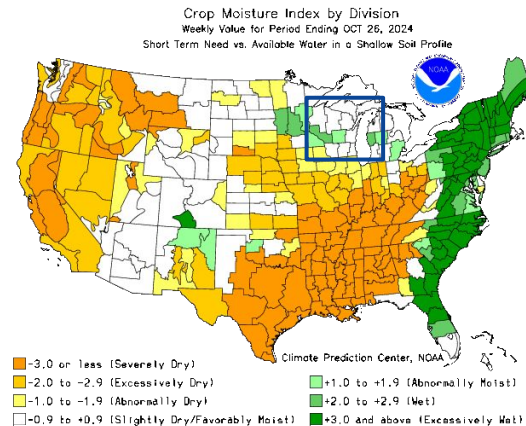 Crop Moisture Index by Division
Weekly Value for Period Ending OCT 26, 2024
Short Term Need vs. Available Water in a Shallow Soil Profile
NOAA
Climate Prediction Center, NOAA
-3.0 or less (Severely Dry)
-2.0 to -2.9 (Excessively Dry)
-1.0 to -1.9 (Abnormally Dry)
-0.9 to +0.9 (Slightly Dry/Favorably Moist)
+1.0 to +1.9 (Abnormally Moist)
+2.0 to +2.9 (Wet)
+3.0 and above (Excessively Wet)